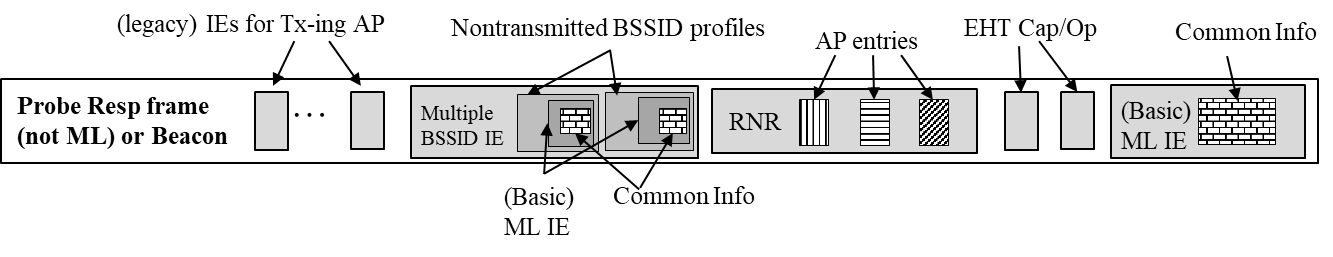 (legacy) IEs for Tx-ing AP
Nontransmitted BSSID profiles
AP entries
EHT Cap/Op
Common Info
Probe Resp frame
(not ML) or Beacon
...
Multiple
BSSID IE
RNR
(Basic)
ML IE
(Basic)
ML IE
Common Info